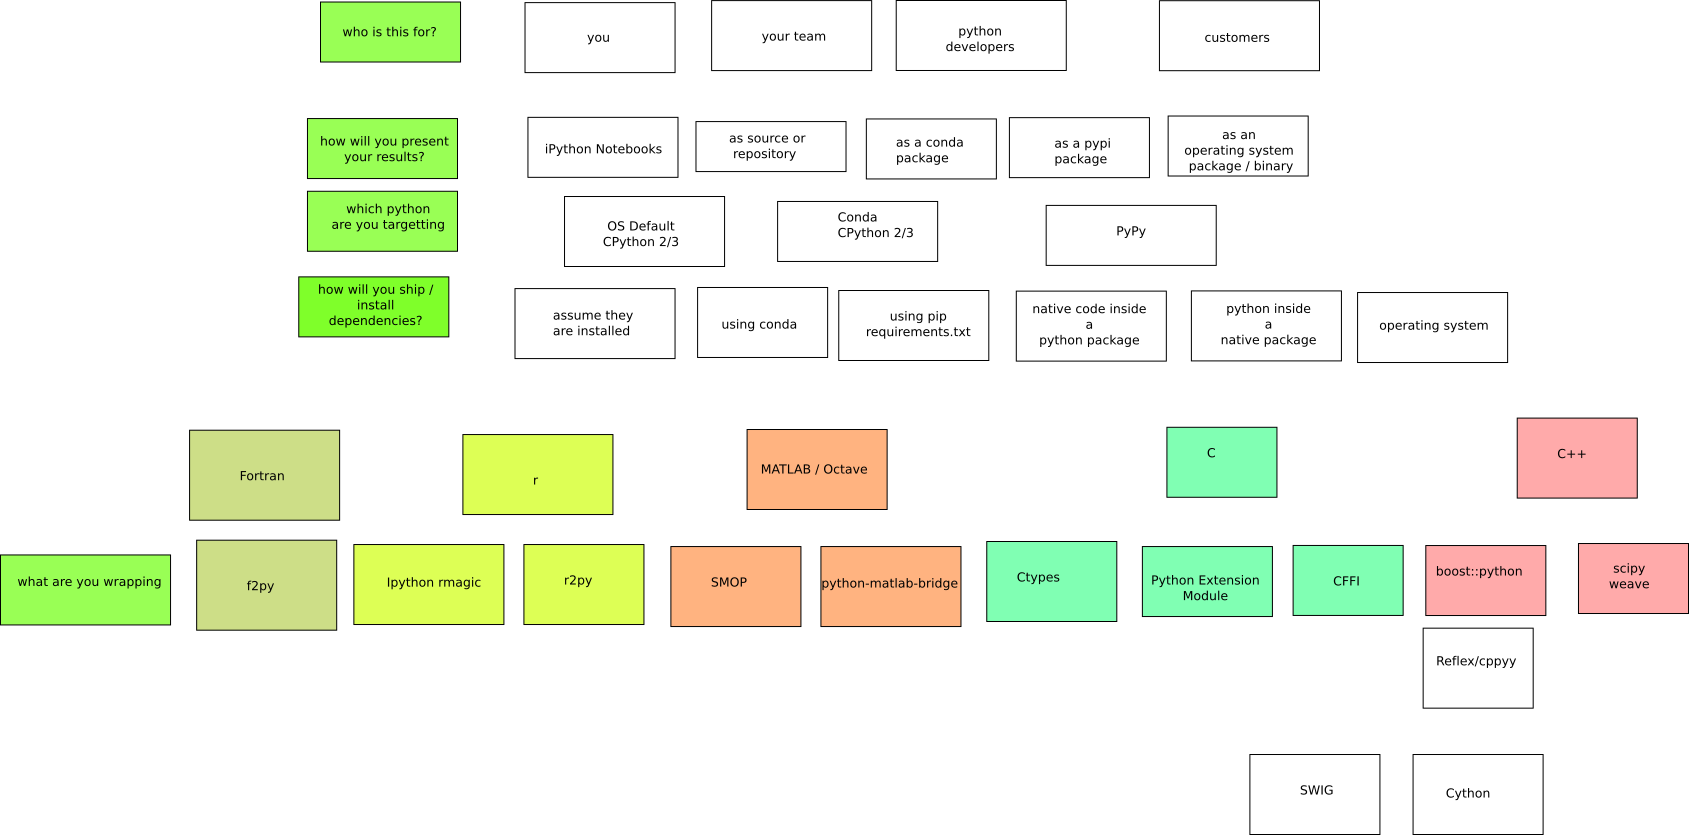 who is this for?
you
your team
python
developers
customers
how will you present
your results?
iPython Notebooks
as source or
repository
as a conda
package
as a pypi
package
as an
operating system
package / binary
which python
are you targetting
OS Default
CPython 2/3
Conda
CPython 2/3
PyPy
how will you ship /
install
dependencies?
assume they
are installed
using conda
using pip
requirements.txt
native code inside
a
python package
python inside
a
native package
operating system
Fortran
r
MATLAB / Octave
C
C++
what are you wrapping
f2py
Ipython rmagic
r2py
SMOP
python-matlab-bridge
Ctypes
Python Extension
Module
CFFI
boost::python
scipy
weave
Reflex/cppyy
SWIG
Cython